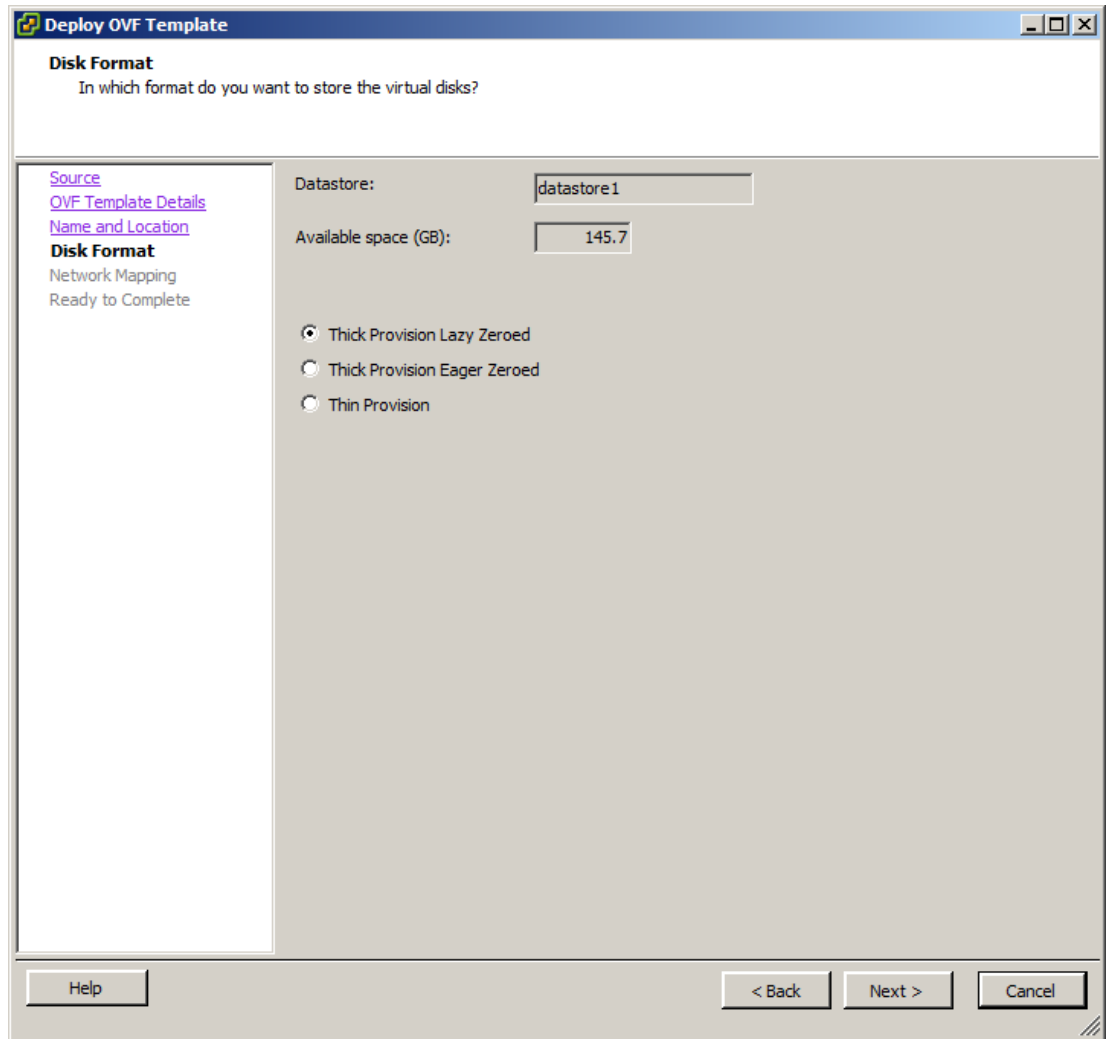 Deploy OVF Template
Disk Format
In which format do you want to store the virtual disks?
Source
OVF Template Details
Name and Location
Disk Format
Network Mapping
Ready to Complete
Datastore: datastore1
Available space (GB): 145.7
Thick Provision Lazy Zeroed
Thick Provision Eager Zeroed
Thin Provision
Help < Back Next > Cancel